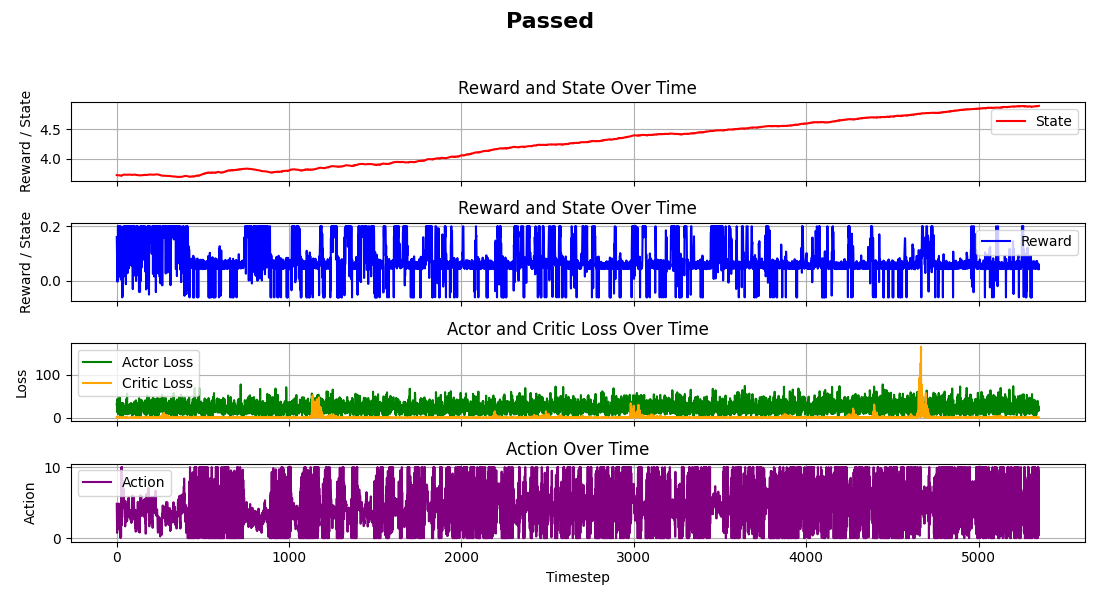 Passed
Reward and State Over Time
Reward / State
4.5
4.0
State
Reward and State Over Time
Reward / State
0.2
0.0
Reward
Actor and Critic Loss Over Time
Loss
100
0
Actor Loss
Critic Loss
Action Over Time
Action
10
0
Action
0 1000 2000 3000 4000 5000
Timestep